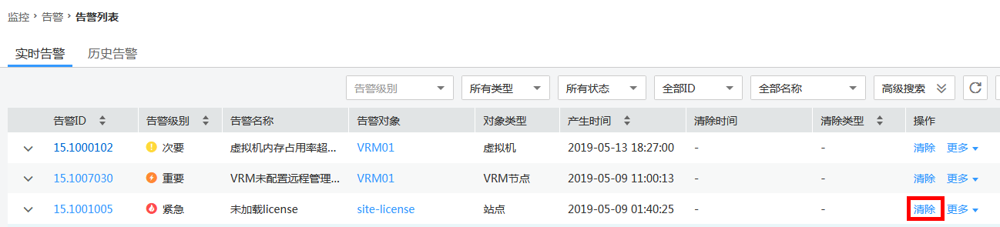 监控 > 告警 > 告警列表
实时告警 历史告警
告警级别 所有类型 所有状态 全部ID 全部名称 高级搜索
告警ID 告警级别 告警名称 告警对象 对象类型 产生时间 清除时间 清除类型 操作
15.1000102 次要 虚拟机内存占用率超... VRM01 虚拟机 2019-05-13 18:27:00 - - 清除 更多
15.1007030 重要 VRM未配置远程管理... VRM01 VRM节点 2019-05-09 11:00:13 - - 清除 更多
15.1001005 紧急 未加载license site-license 站点 2019-05-09 01:40:25 - - 清除 更多